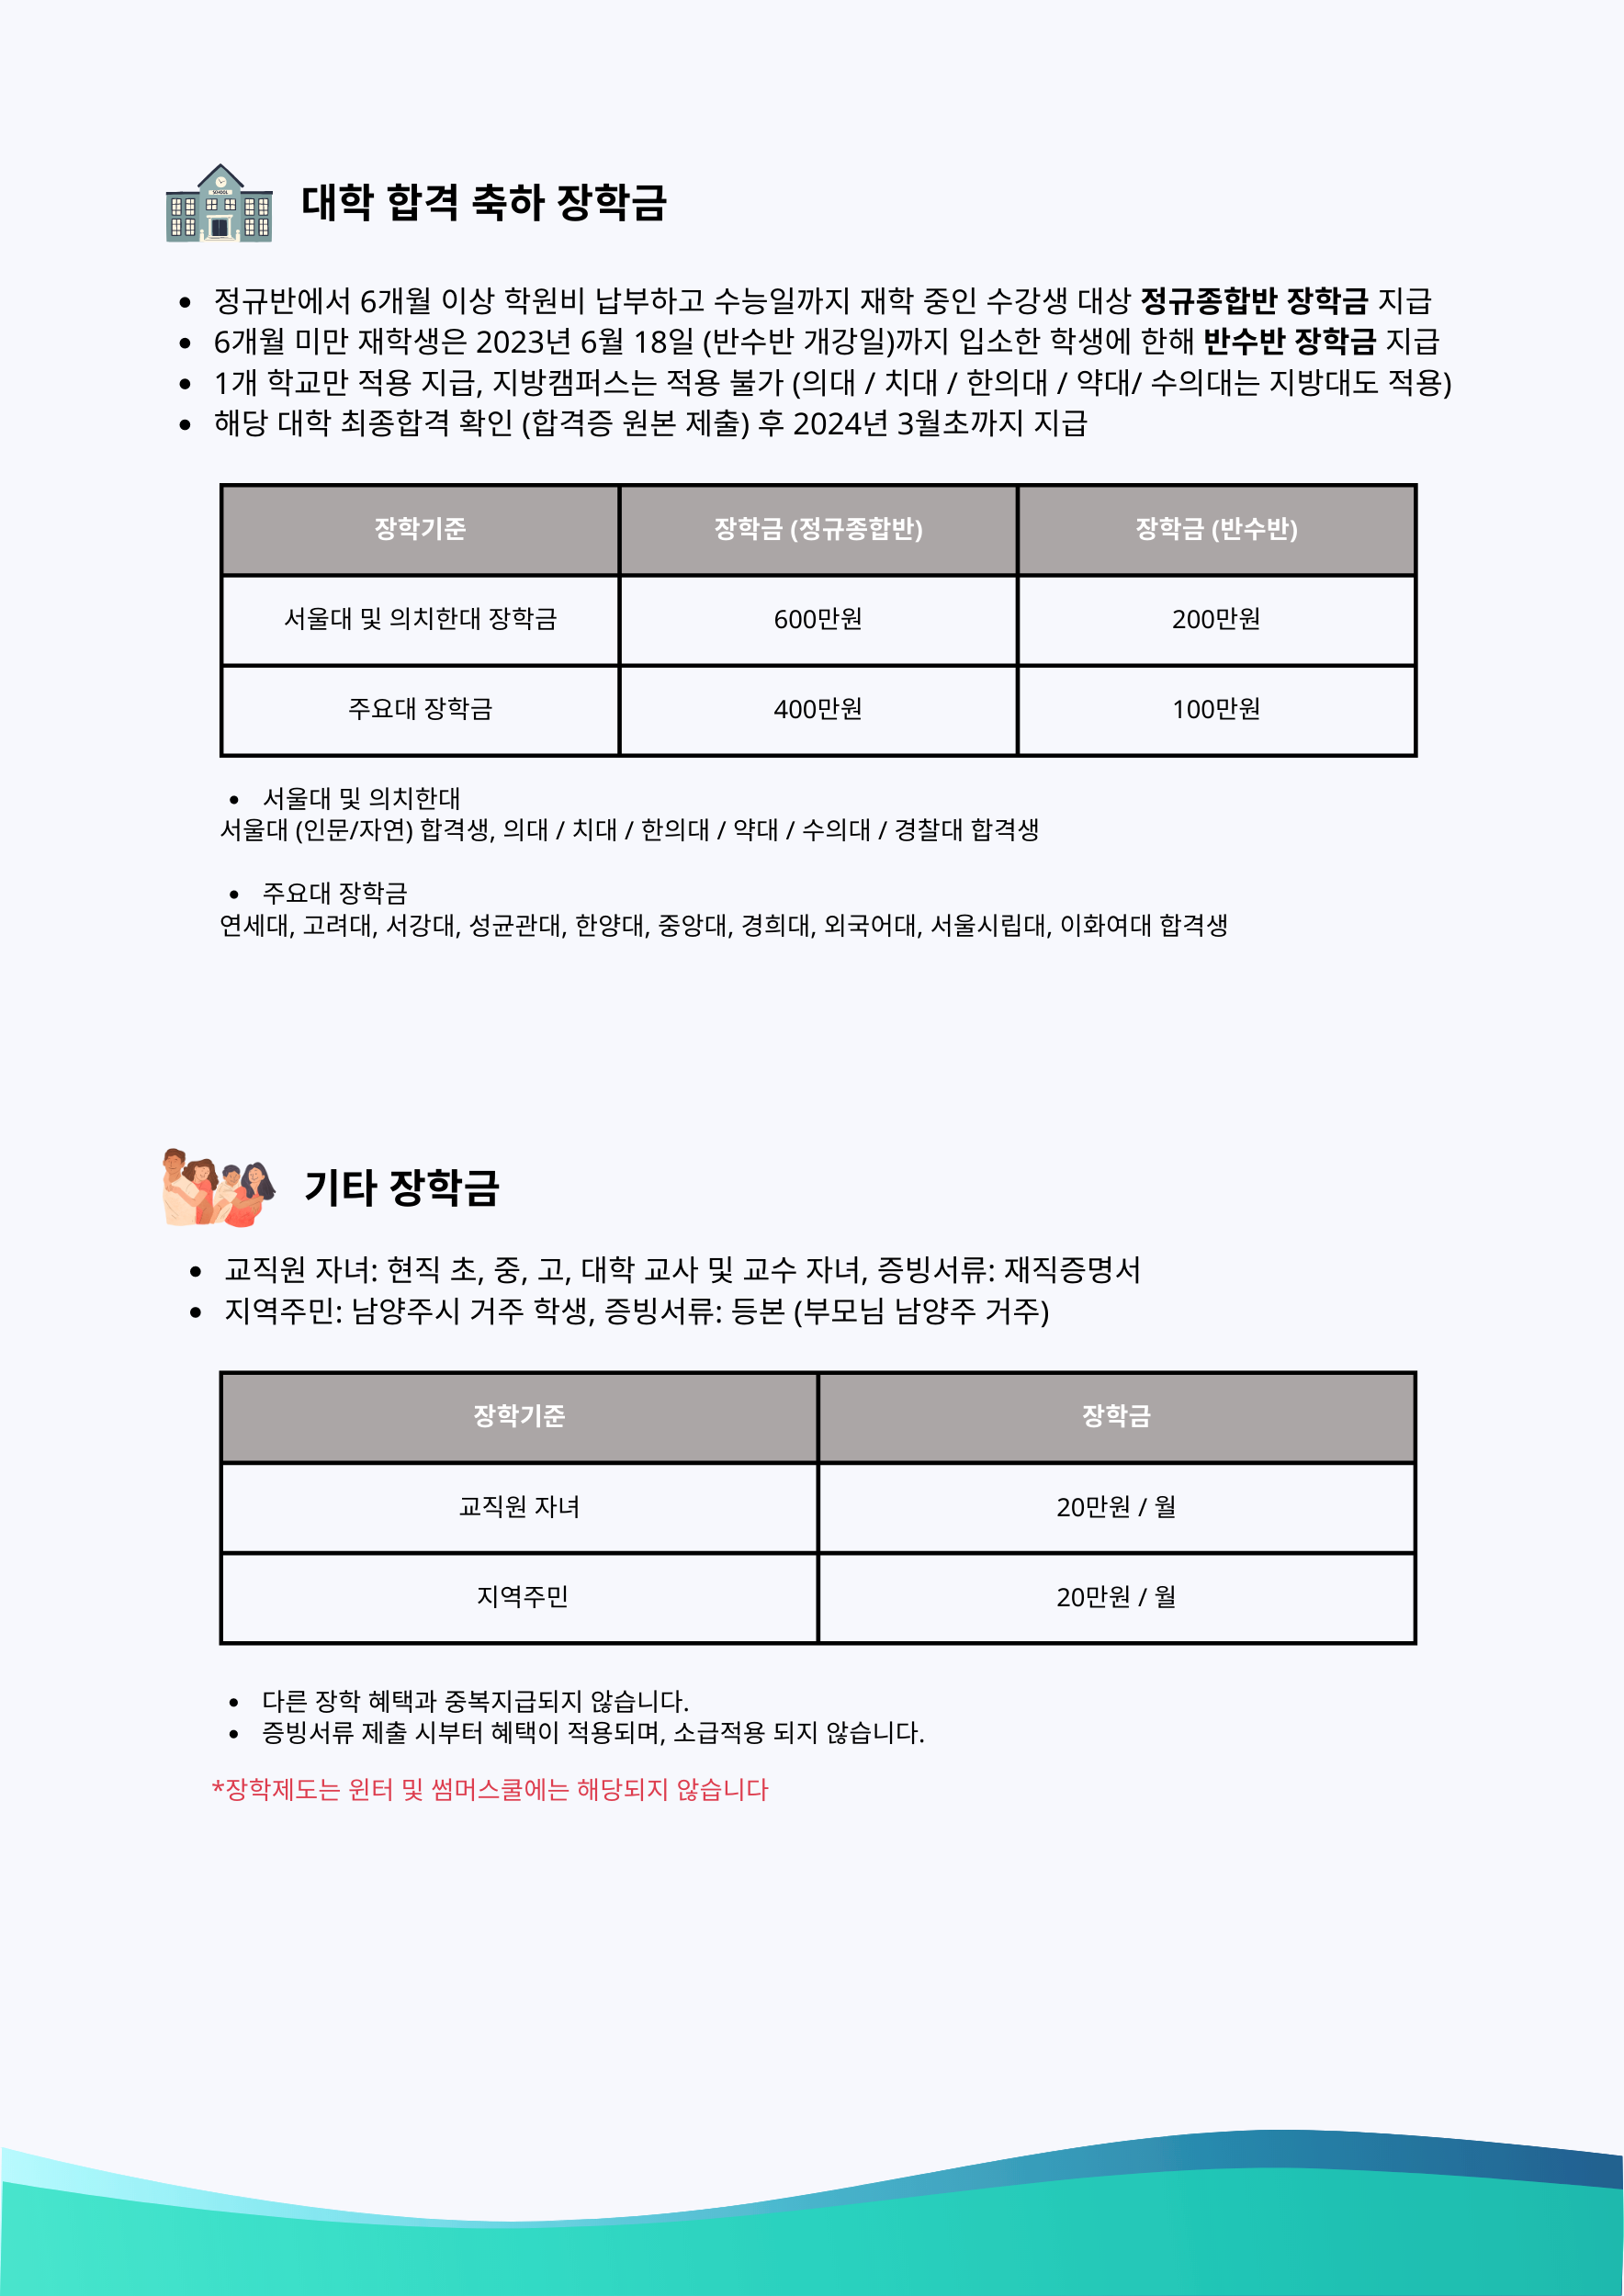 SCHOOL
대학 합격 축하 장학금
• 정규반에서 6개월 이상 학원비 납부하고 수능일까지 재학 중인 수강생 대상 정규종합반 장학금 지급
• 6개월 미만 재학생은 2023년 6월 18일 (반수반 개강일)까지 입소한 학생에 한해 반수반 장학금 지급
• 1개 학교만 적용 지급, 지방캠퍼스는 적용 불가 (의대 / 치대 / 한의대 / 약대/ 수의대는 지방대도 적용)
• 해당 대학 최종합격 확인 (합격증 원본 제출) 후 2024년 3월초까지 지급
장학기준 장학금 (정규종합반) 장학금 (반수반)
서울대 및 의치한대 장학금 600만원 200만원
주요대 장학금 400만원 100만원
• 서울대 및 의치한대
서울대 (인문/자연) 합격생, 의대 / 치대 / 한의대 / 약대 / 수의대 / 경찰대 합격생
• 주요대 장학금
연세대, 고려대, 서강대, 성균관대, 한양대, 중앙대, 경희대, 외국어대, 서울시립대, 이화여대 합격생
기타 장학금
• 교직원 자녀: 현직 초, 중, 고, 대학 교사 및 교수 자녀, 증빙서류: 재직증명서
• 지역주민: 남양주시 거주 학생, 증빙서류: 등본 (부모님 남양주 거주)
장학기준 장학금
교직원 자녀 20만원 / 월
지역주민 20만원 / 월
• 다른 장학 혜택과 중복지급되지 않습니다.
• 증빙서류 제출 시부터 혜택이 적용되며, 소급적용 되지 않습니다.
*장학제도는 윈터 및 썸머스쿨에는 해당되지 않습니다